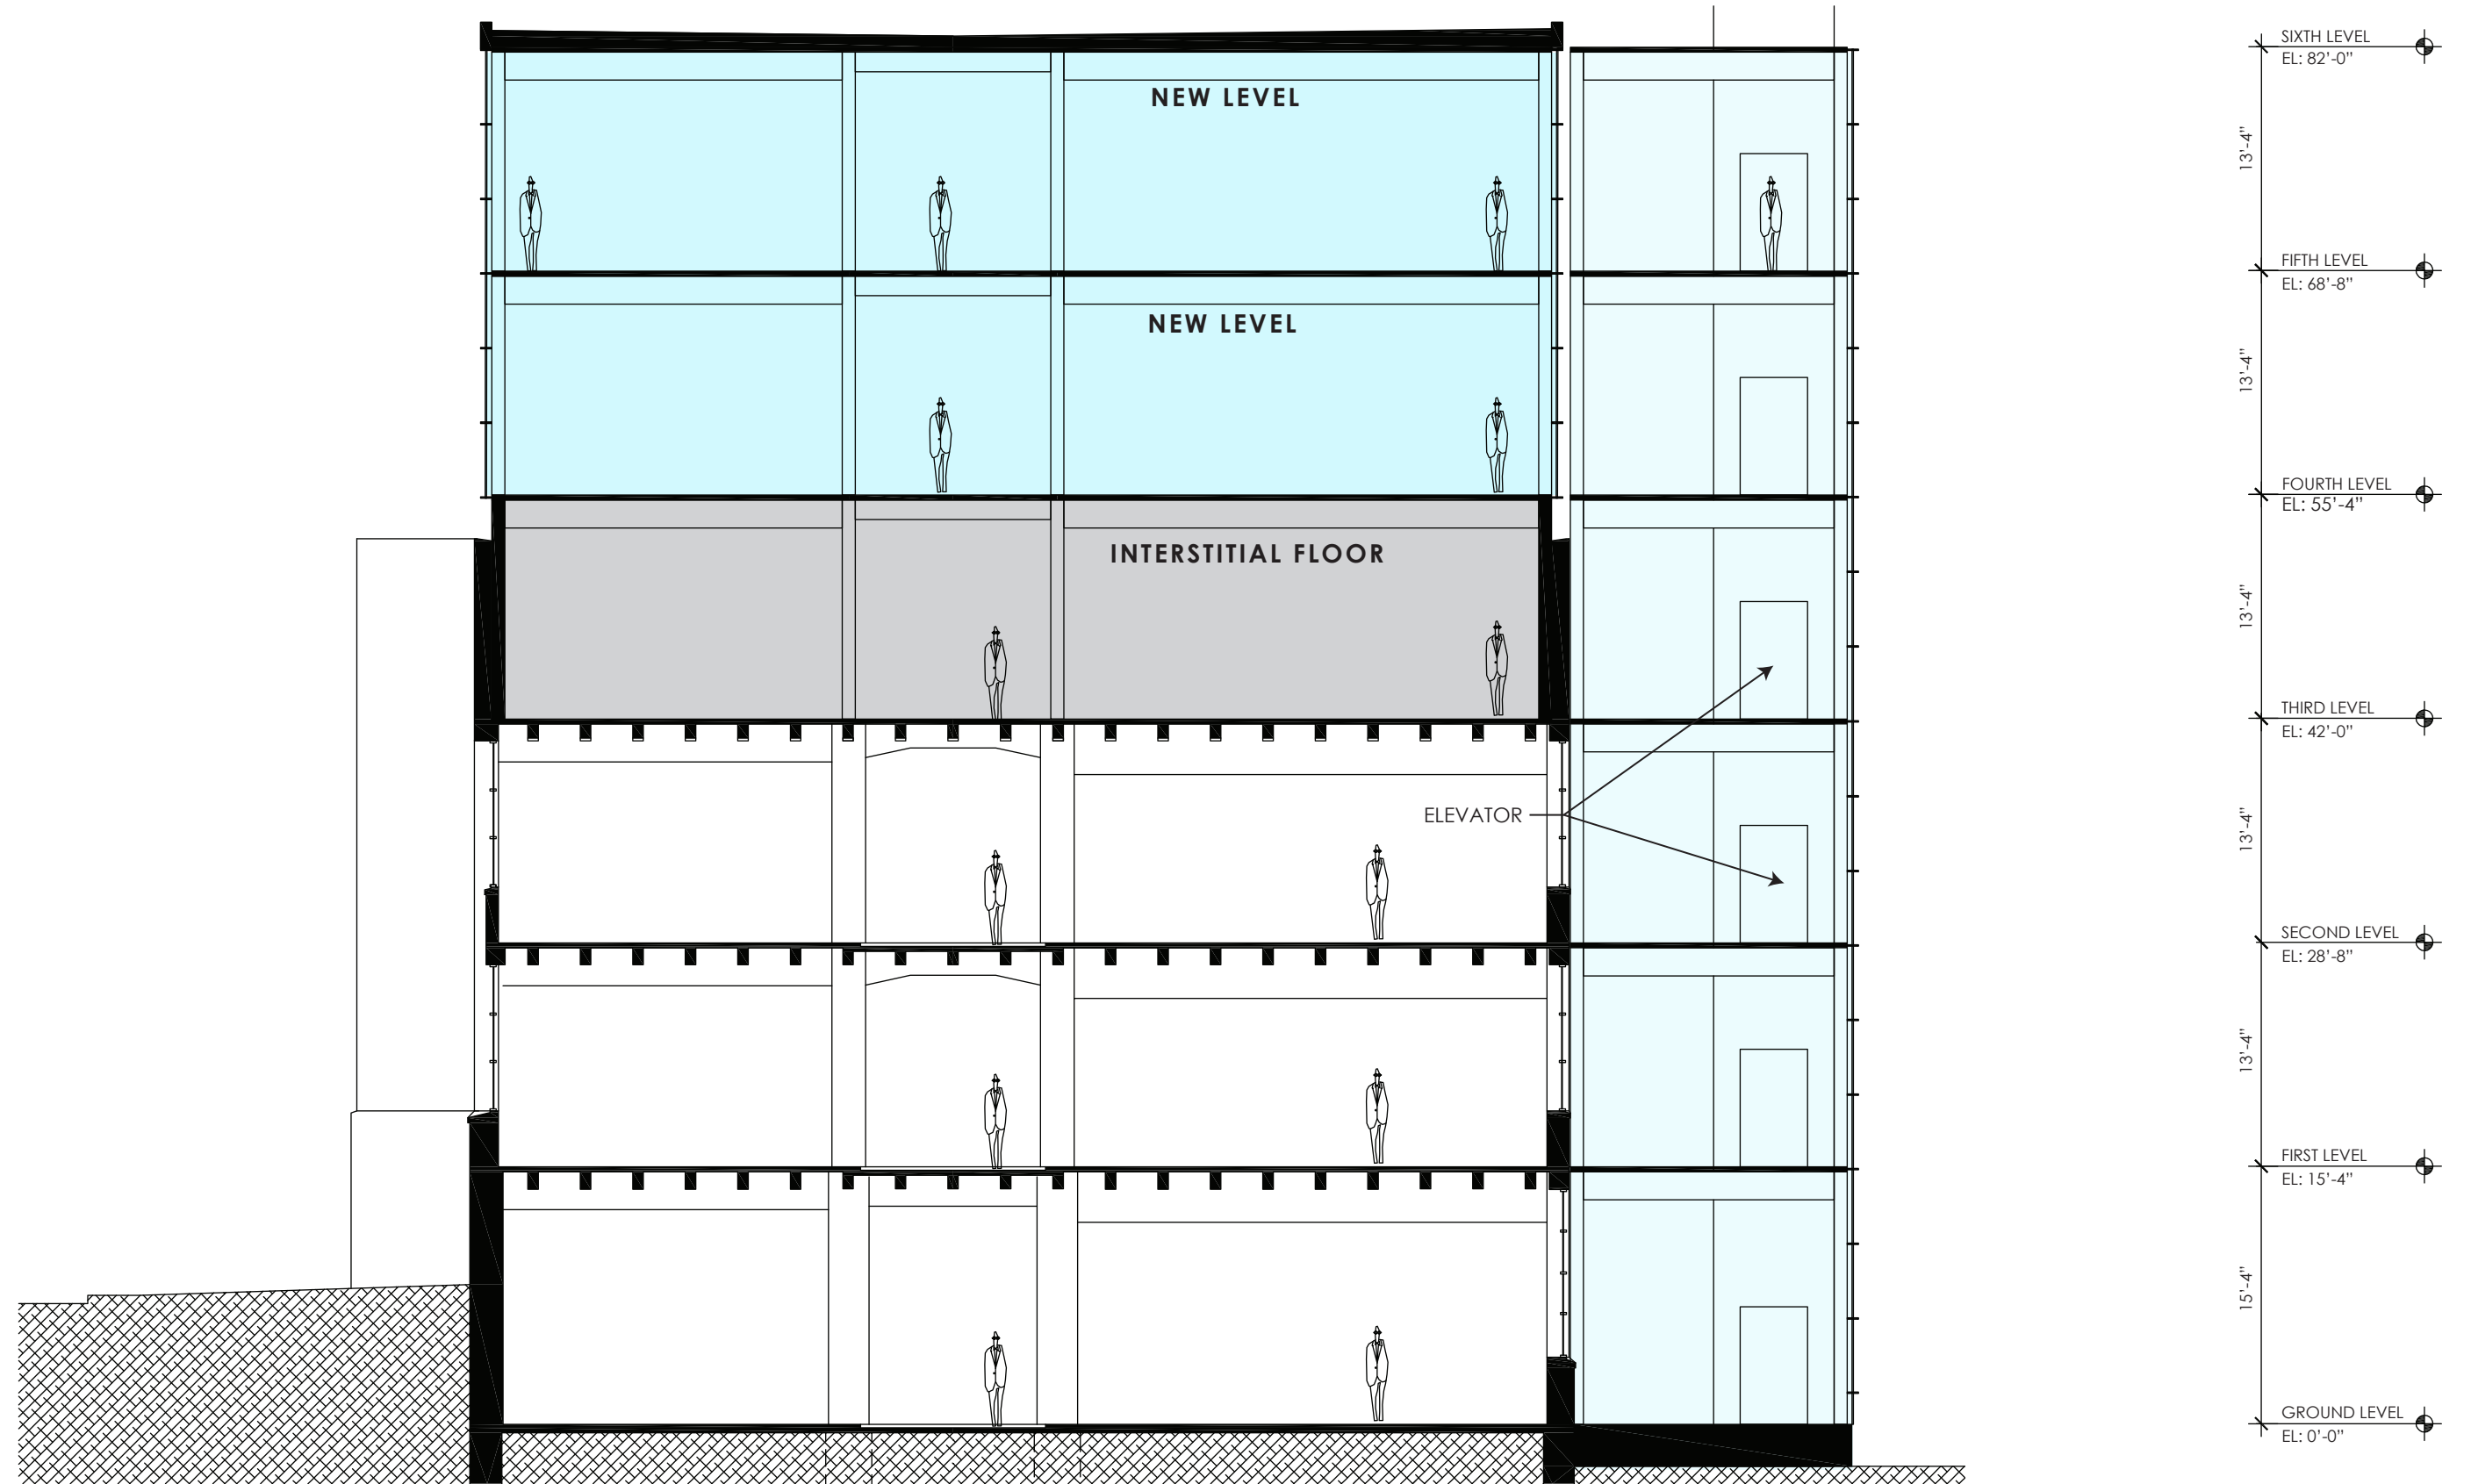 SIXTH LEVEL
EL: 82'-0”
NEW LEVEL
13'-4”
FIFTH LEVEL
EL: 68'-8”
NEW LEVEL
13'-4”
FOURTH LEVEL
EL: 55'-4”
INTERSTITIAL FLOOR
13'-4”
THIRD LEVEL
EL: 42'-0”
ELEVATOR
13'-4”
SECOND LEVEL
EL: 28'-8”
13'-4”
FIRST LEVEL
EL: 15'-4”
15'-4”
GROUND LEVEL
EL: 0'-0”